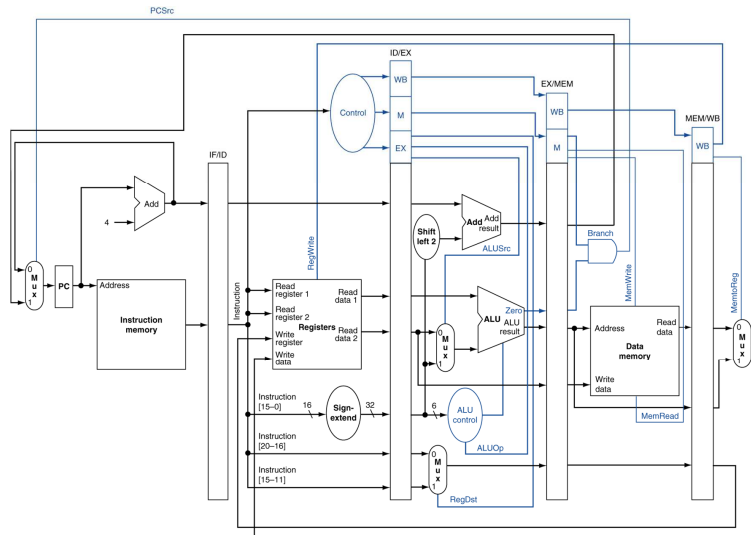 PCSrc
ID/EX
WB
EX/MEM
Control
M
WB
MEM/WB
EX
M
WB
IF/ID
Add
4
Add
Add
result
Shift
left 2
Branch
ALUSrc
RegWrite
MemWrite
MemtoReg
0
M
u
x
1
PC
Address
Instruction
memory
Instruction
Read
register 1
Read
data 1
Read
register 2
Registers
Write
register
Read
data 2
Write
data
0
M
u
x
1
Zero
ALU
ALU
result
Address
Read
data
Data
memory
Write
data
0
M
u
x
1
Instruction
[15–0]
16
Sign-
extend
32
6
ALU
control
MemRead
Instruction
[20–16]
ALUOp
Instruction
[15–11]
0
M
u
x
1
RegDst